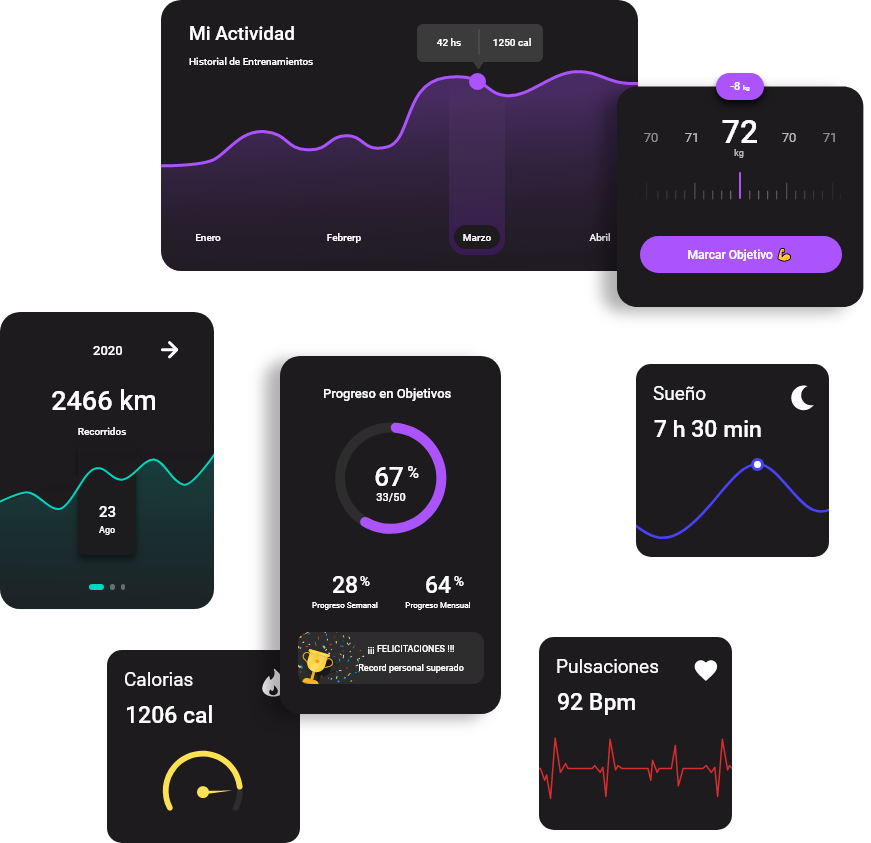 Mi Actividad
Historial de Entrenamientos
42 hs 1250 cal
Enero Febrerp Marzo Abril
-8 kg
70 71 72 70 71
kg
Marcar Objetivo 💪
2020
2466 km
Recorridos
23
Ago
Progreso en Objetivos
67 %
33/50
28 % 64 %
Progreso Semanal Progreso Mensual
¡¡¡ FELICITACIONES !!!
Record personal superado
Sueño
7 h 30 min
Calorias
1206 cal
Pulsaciones
92 Bpm